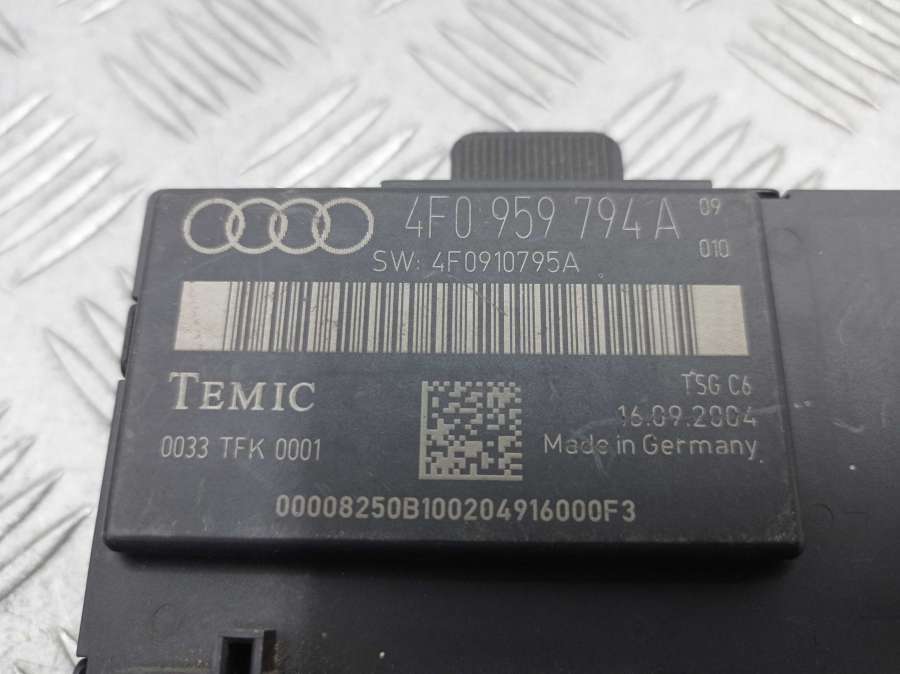 4F0 959 794 A 09
010
SW: 4F0910795A
TEMIC
TSG C6
16.09.2004
0033 TFK 0001
Made in Germany
00008250B100204916000F3